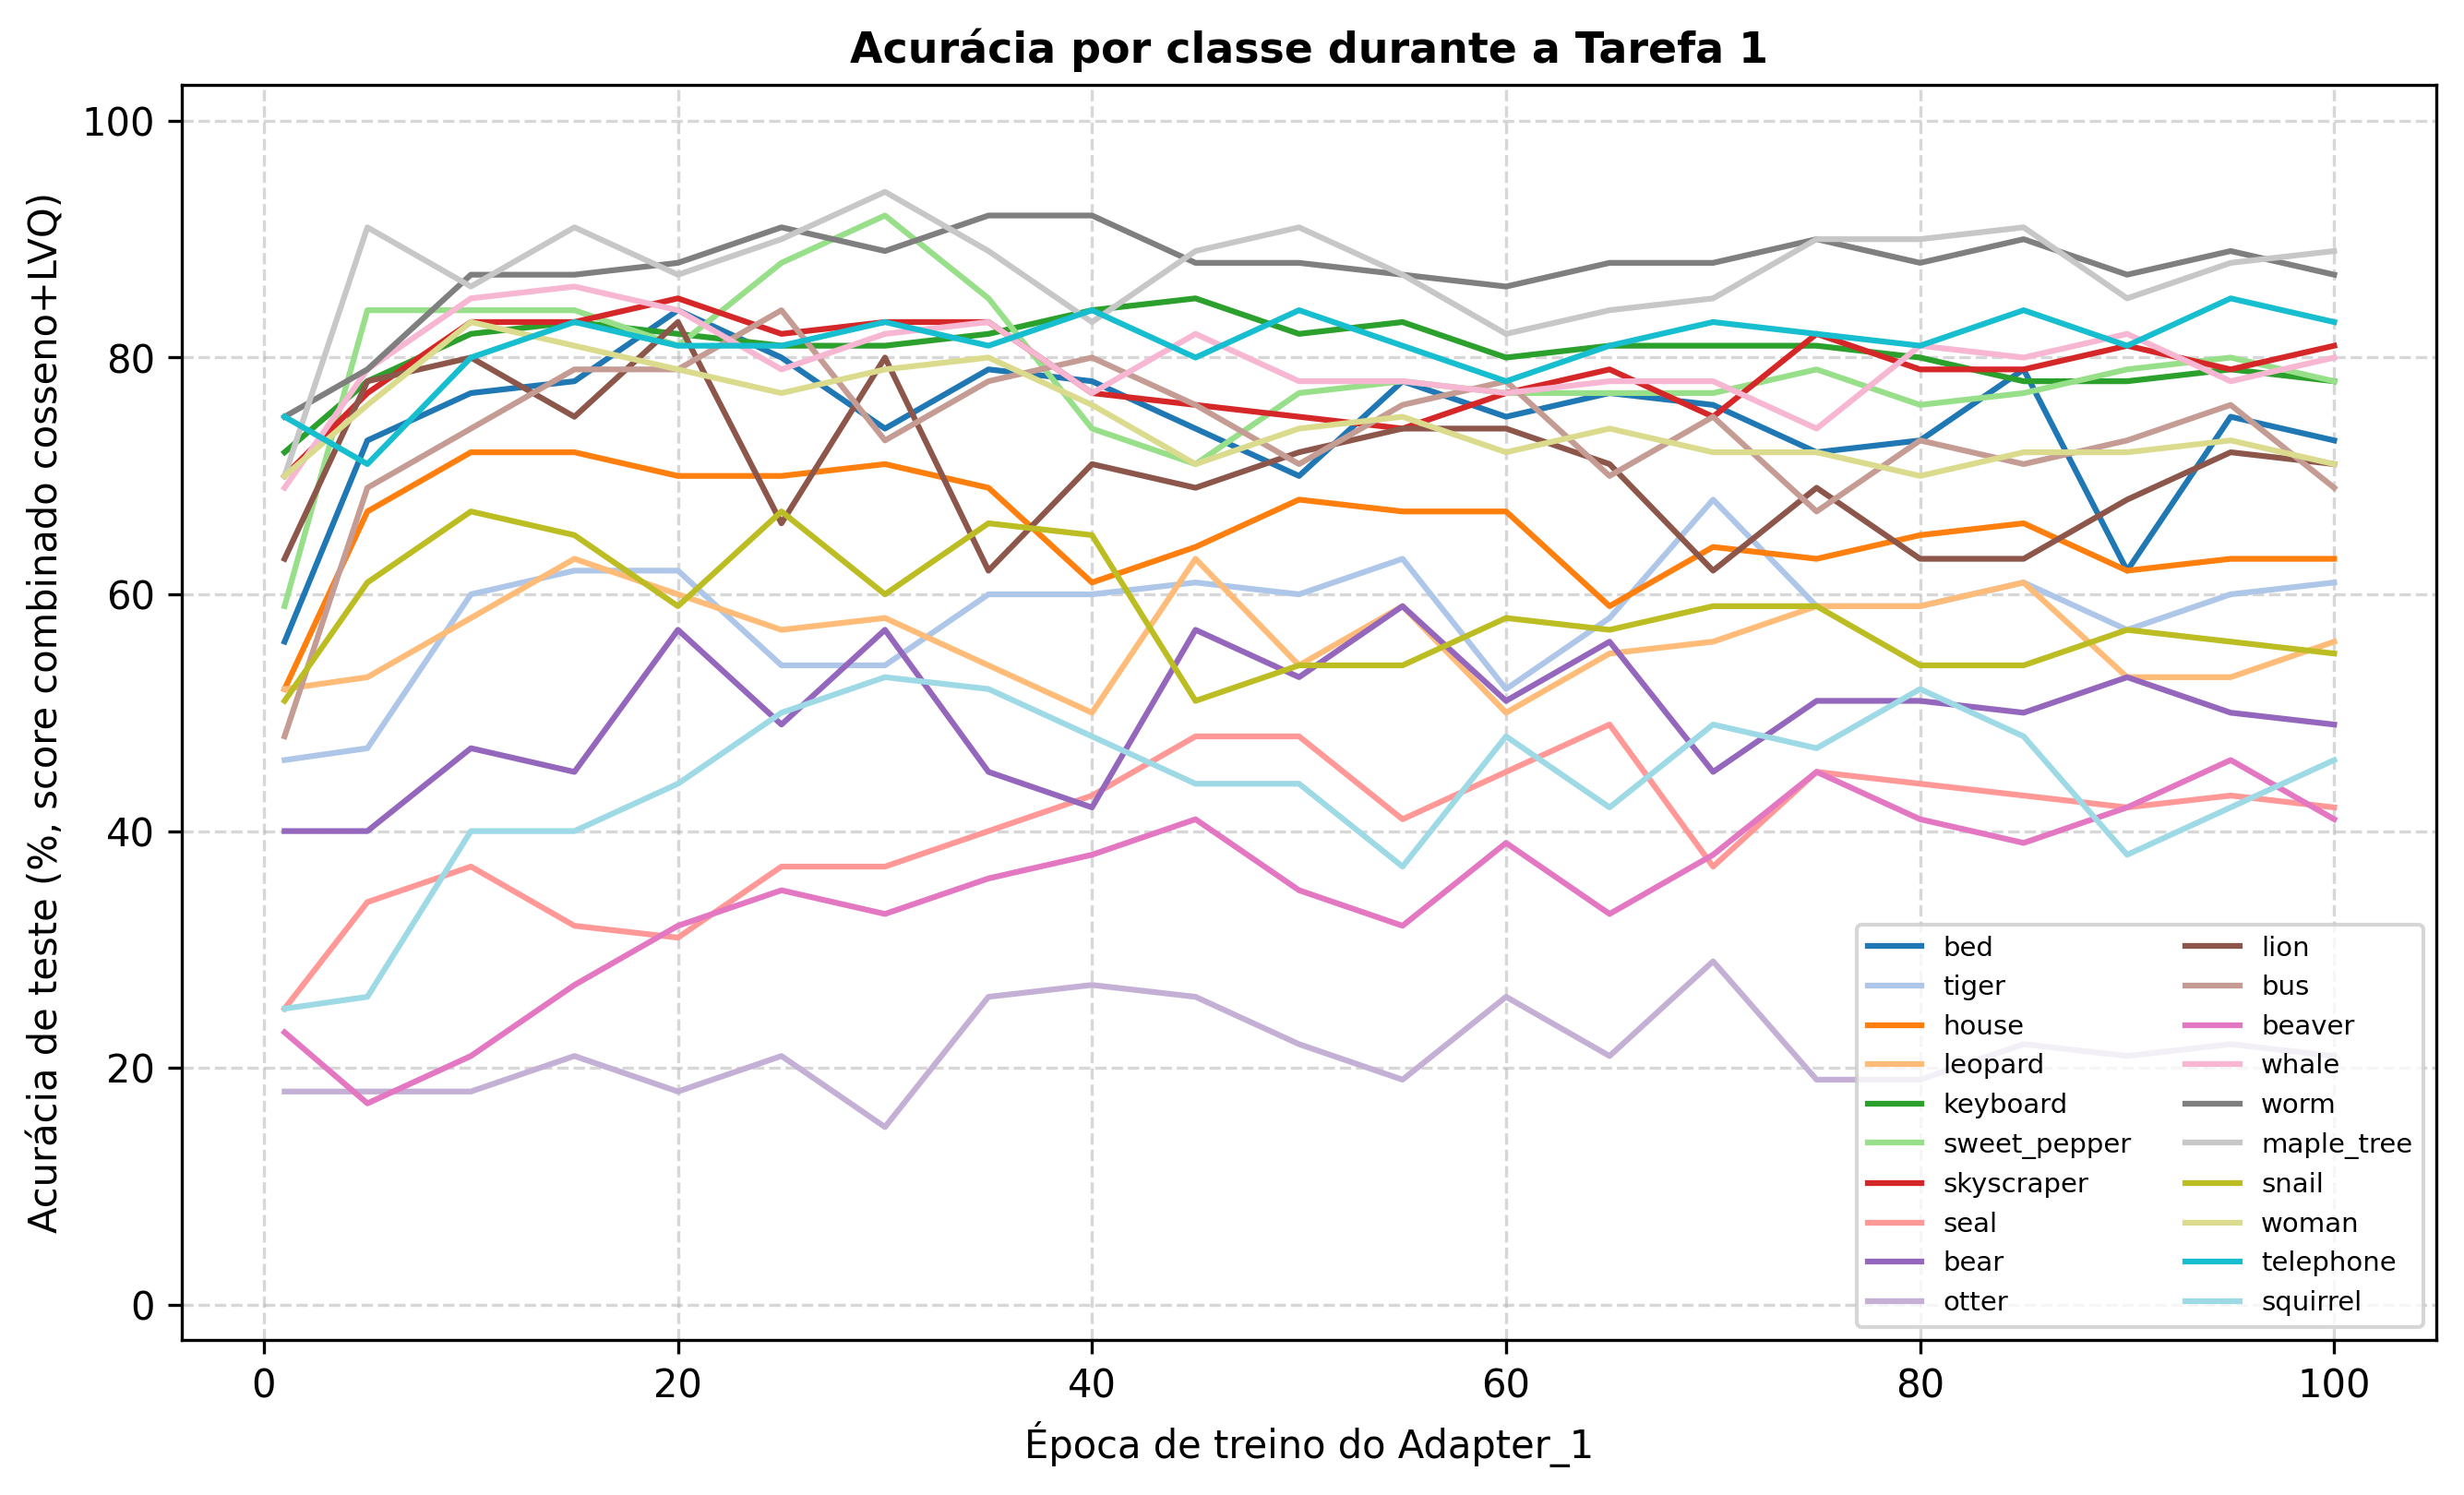 Acurácia por classe durante a Tarefa 1
Acurácia de teste (%, score combinado cosseno+LVQ)
100
80
60
40
20
0
0 20 40 60 80 100
Época de treino do Adapter_1
bed
tiger
house
leopard
keyboard
sweet_pepper
skyscraper
seal
bear
otter
lion
bus
beaver
whale
worm
maple_tree
snail
woman
telephone
squirrel